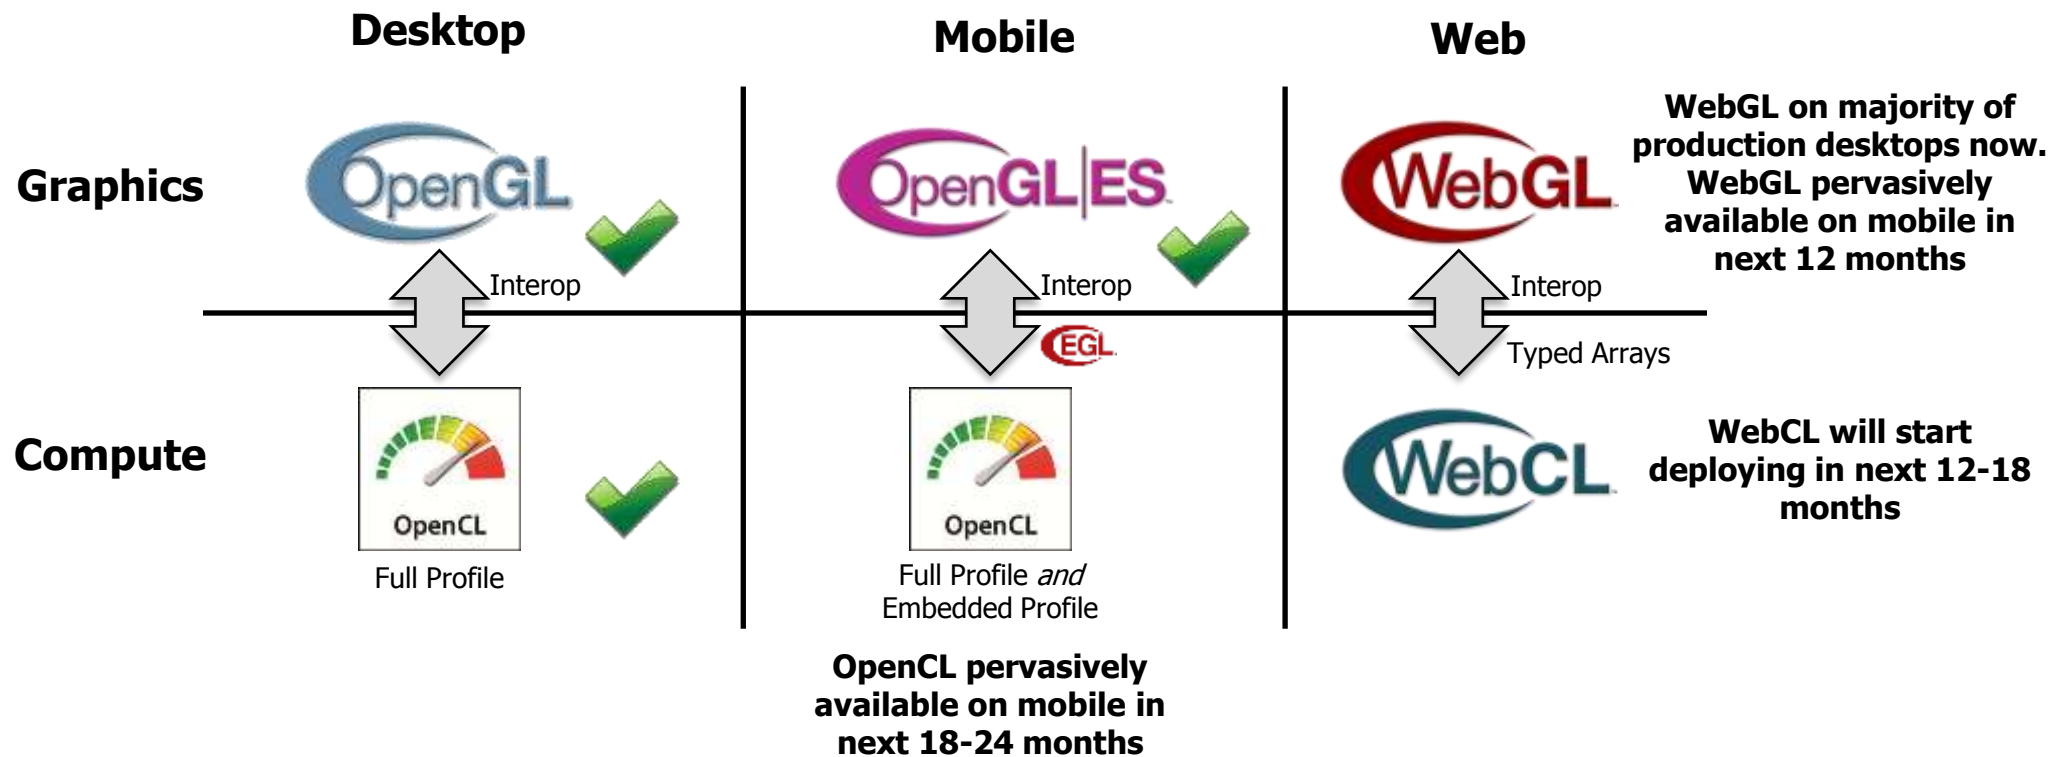 Desktop
Mobile
Web
Graphics
OpenGL
OpenGL|ES
WebGL
WebGL on majority of
production desktops now.
WebGL pervasively
available on mobile in
next 12 months
Interop
Interop
EGL
Interop
Typed Arrays
Compute
OpenCL
Full Profile
OpenCL
Full Profile and
Embedded Profile
WebCL
WebCL will start
deploying in next 12-18
months
OpenCL pervasively
available on mobile in
next 18-24 months